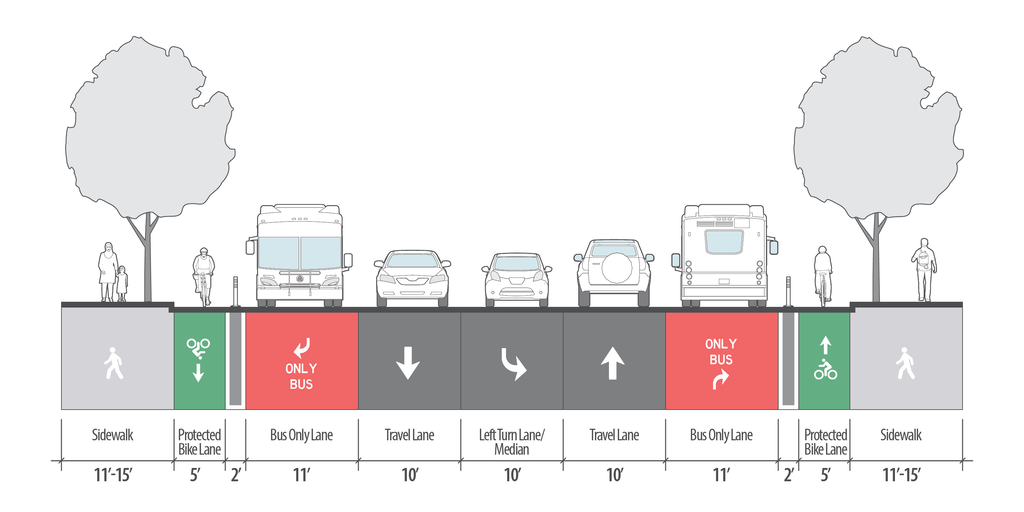 ONLY
BUS
ONLY
BUS
Sidewalk
Protected
Bike Lane
Bus Only Lane
Travel Lane
Left Turn Lane/
Median
Travel Lane
Bus Only Lane
Protected
Bike Lane
Sidewalk
11'-15' 5' 2' 11' 10' 10' 10' 11' 2' 5' 11'-15'